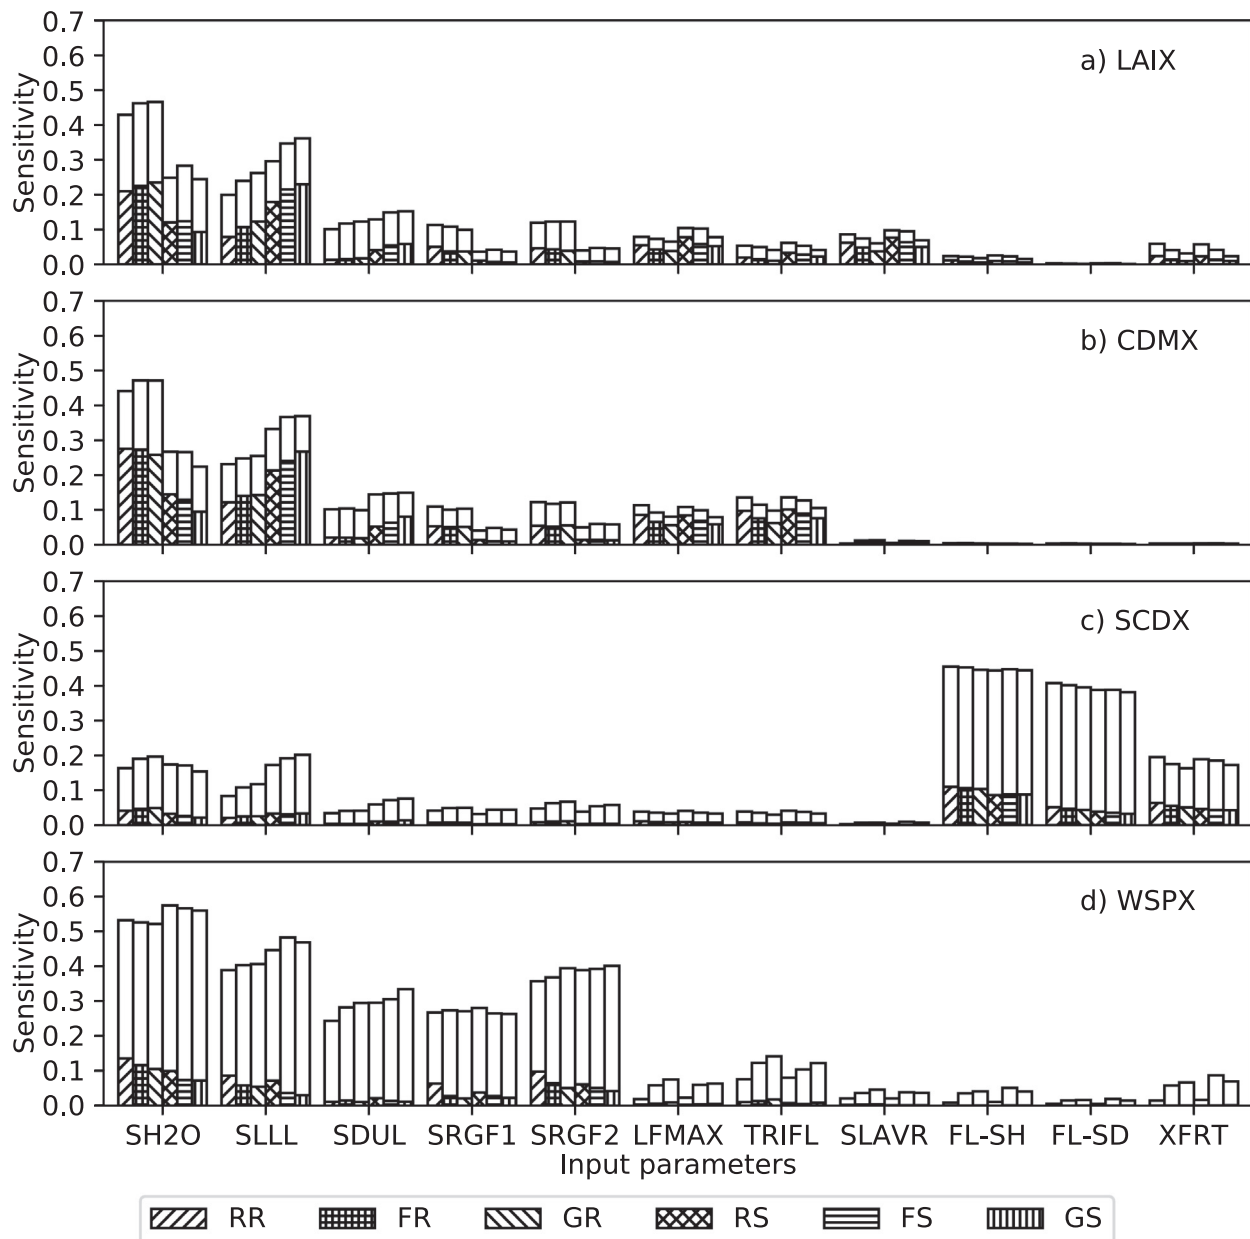 0.7
0.6
0.5
0.4
0.3
0.2
0.1
0.0
Sensitivity
a) LAIX
0.7
0.6
0.5
0.4
0.3
0.2
0.1
0.0
Sensitivity
b) CDMX
0.7
0.6
0.5
0.4
0.3
0.2
0.1
0.0
Sensitivity
c) SCDX
0.7
0.6
0.5
0.4
0.3
0.2
0.1
0.0
Sensitivity
d) WSPX
SH2O SLLL SDUL SRGF1 SRGF2 LFMAX TRIFL SLAVR FL-SH FL-SD XFRT
Input parameters
RR FR GR RS FS GS